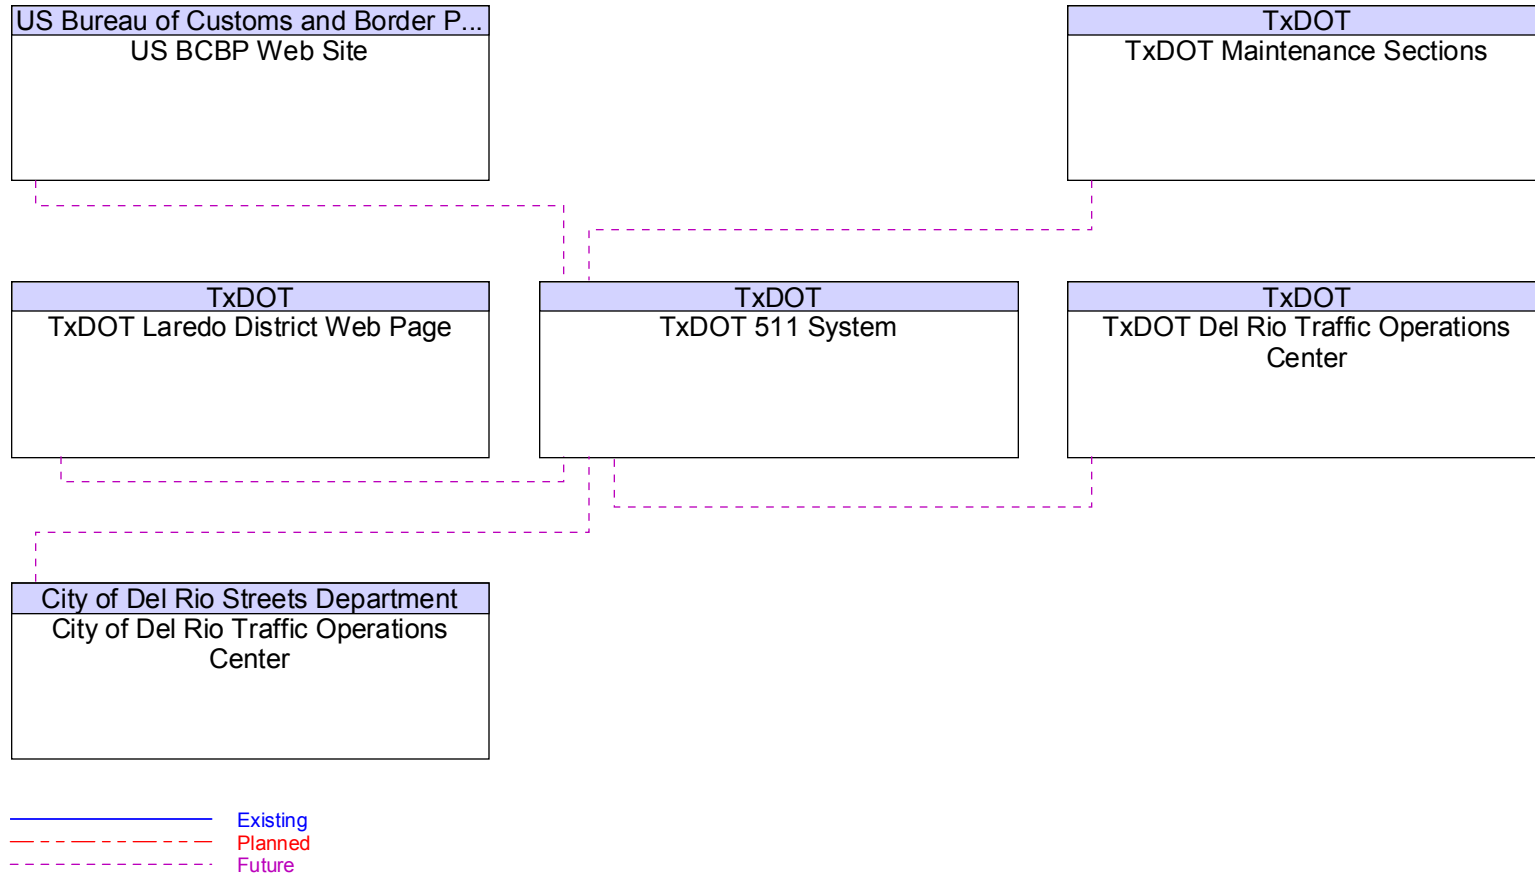 US Bureau of Customs and Border P...
US BCBP Web Site
TxDOT
TxDOT Maintenance Sections
TxDOT
TxDOT Laredo District Web Page
TxDOT
TxDOT 511 System
TxDOT
TxDOT Del Rio Traffic Operations
Center
City of Del Rio Streets Department
City of Del Rio Traffic Operations
Center
Existing
Planned
Future